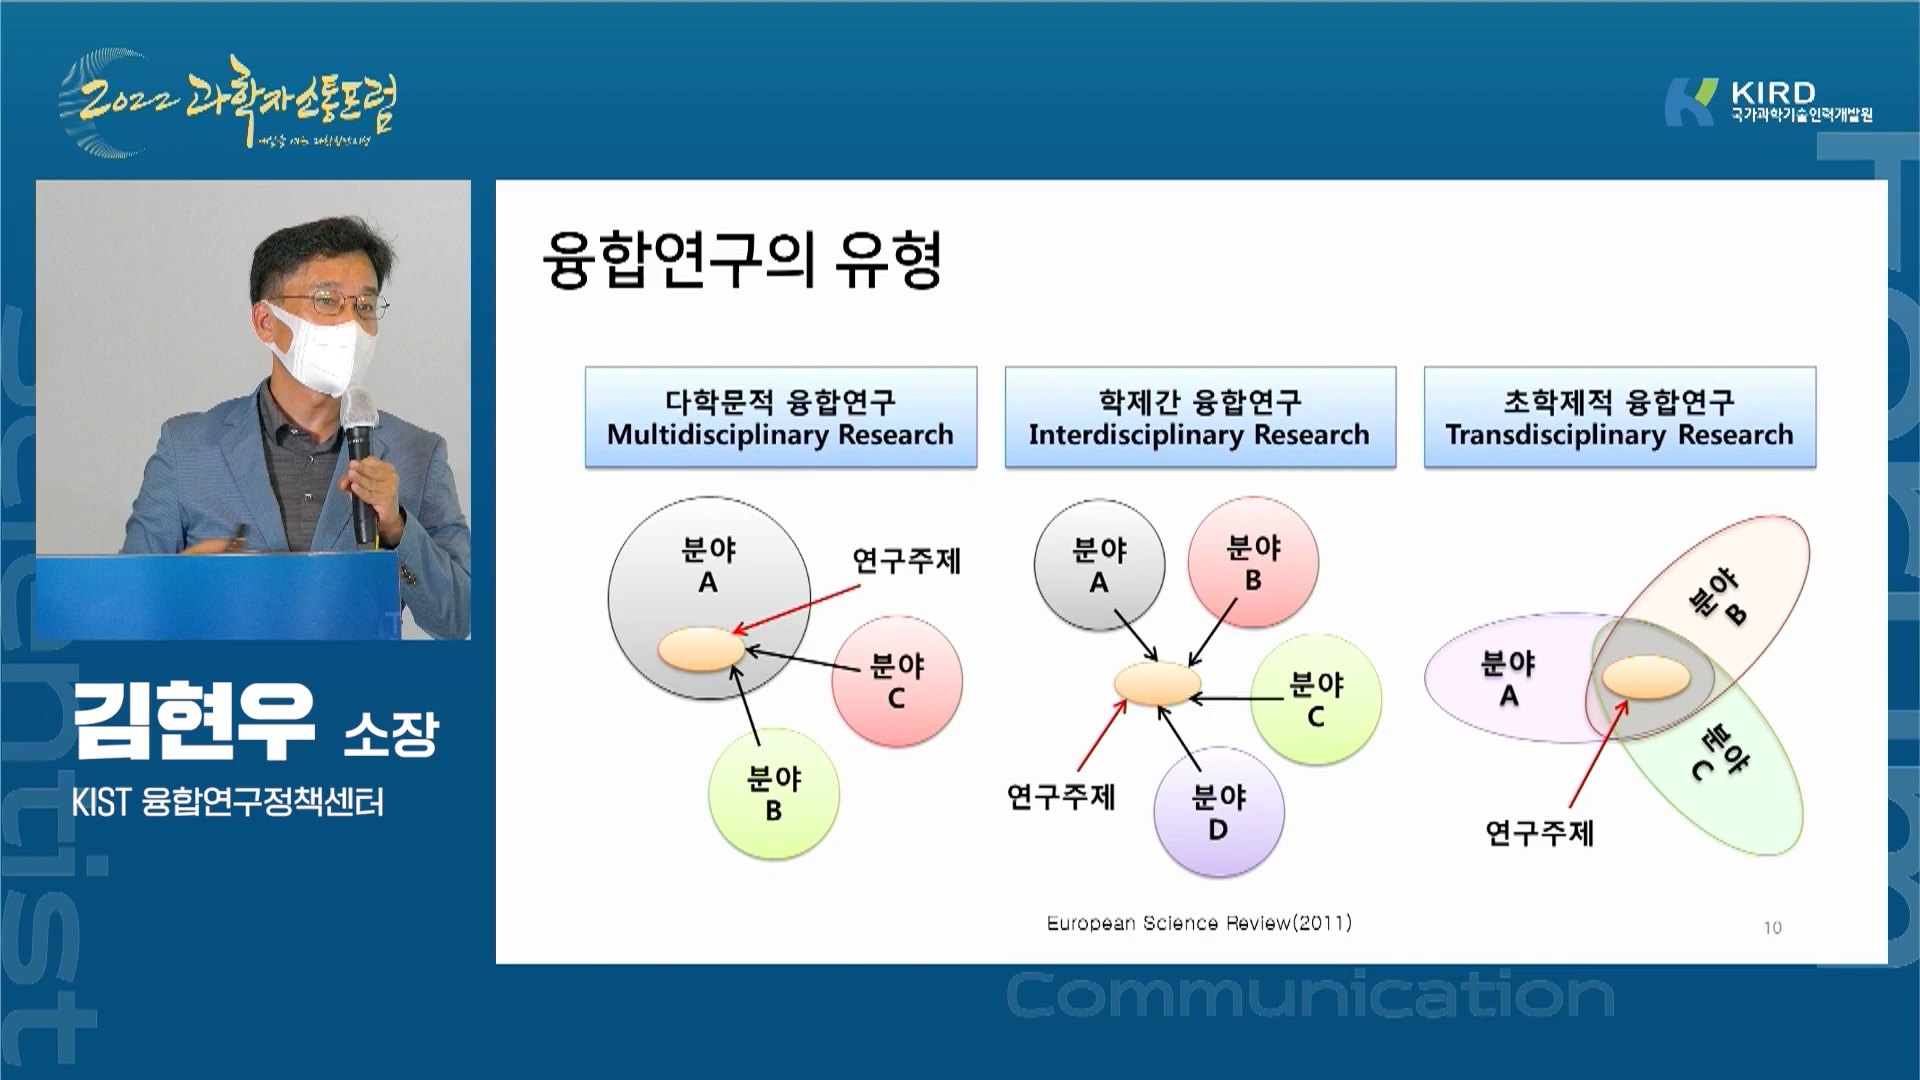 2022 과학자소통포럼
KIRD
국가과학기술인력개발원
융합연구의 유형
다학문적 융합연구
Multidisciplinary Research
학제간 융합연구
Interdisciplinary Research
초학제적 융합연구
Transdisciplinary Research
분야
A
연구주제
분야
C
분야
B
분야
A
분야
B
분야
C
연구주제
분야
D
분야
B
분야
A
분야
C
연구주제
European Science Review(2011)
10
김현우 소장
KIST 융합연구정책센터
Communication
Scientist